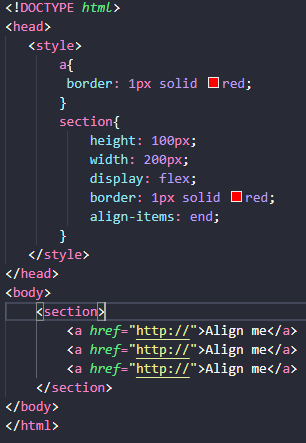 <!DOCTYPE html>
<head>
<style>
a{
border: 1px solid red;
}
section{
height: 100px;
width: 200px;
display: flex;
border: 1px solid red;
align-items: end;
}
</style>
</head>
<body>
<section>
<a href="http://">Align me</a>
<a href="http://">Align me</a>
<a href="http://">Align me</a>
</section>
</body>
</html>